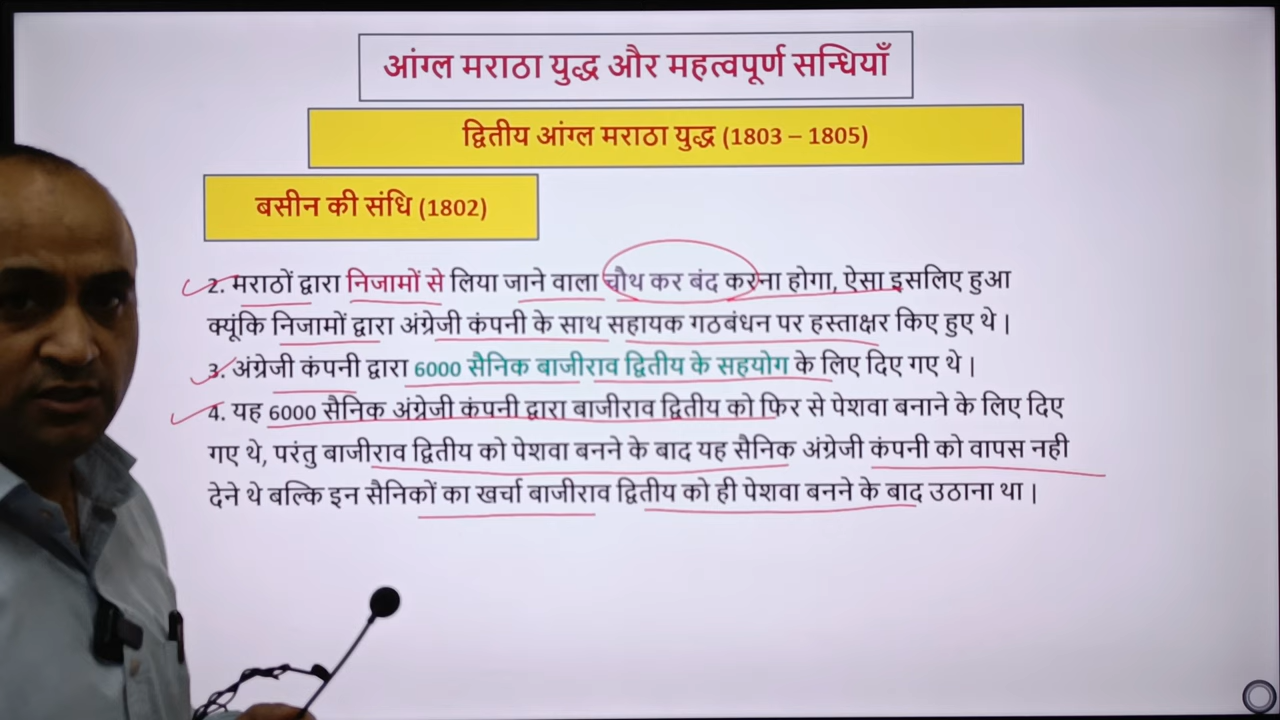 आंग्ल मराठा युद्ध और महत्वपूर्ण सन्धियाँ
द्वितीय आंग्ल मराठा युद्ध (1803 – 1805)
बसीन की संधि (1802)
2. मराठों द्वारा निजामों से लिया जाने वाला चौथ कर बंद करना होगा, ऐसा इसलिए हुआ
क्यूंकि निजामों द्वारा अंग्रेजी कंपनी के साथ सहायक गठबंधन पर हस्ताक्षर किए हुए थे |
3. अंग्रेजी कंपनी द्वारा 6000 सैनिक बाजीराव द्वितीय के सहयोग के लिए दिए गए थे |
4. यह 6000 सैनिक अंग्रेजी कंपनी द्वारा बाजीराव द्वितीय को फिर से पेशवा बनाने के लिए दिए
गए थे, परंतु बाजीराव द्वितीय को पेशवा बनने के बाद यह सैनिक अंग्रेजी कंपनी को वापस नही
देने थे बल्कि इन सैनिकों का खर्चा बाजीराव द्वितीय को ही पेशवा बनने के बाद उठाना था |